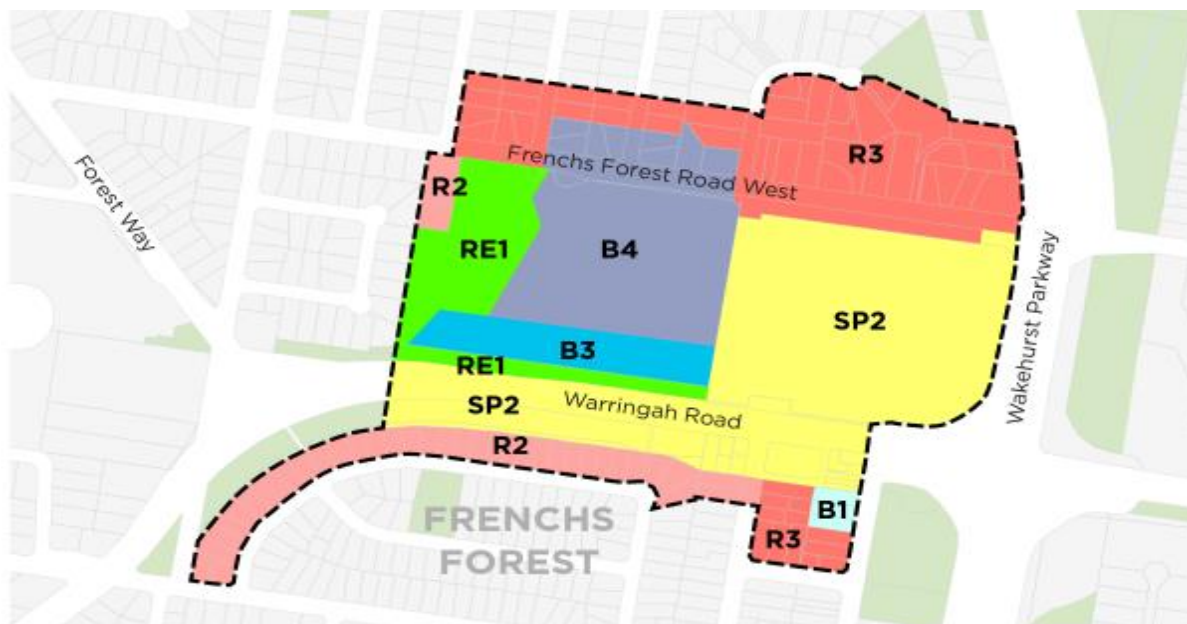 R3
Frenchs Forest Road West
R2
RE1
B4
Forest Way
SP2
Wakehurst Parkway
B3
RE1
SP2
Warringah Road
R2
B1
R3
FRENCHS
FOREST